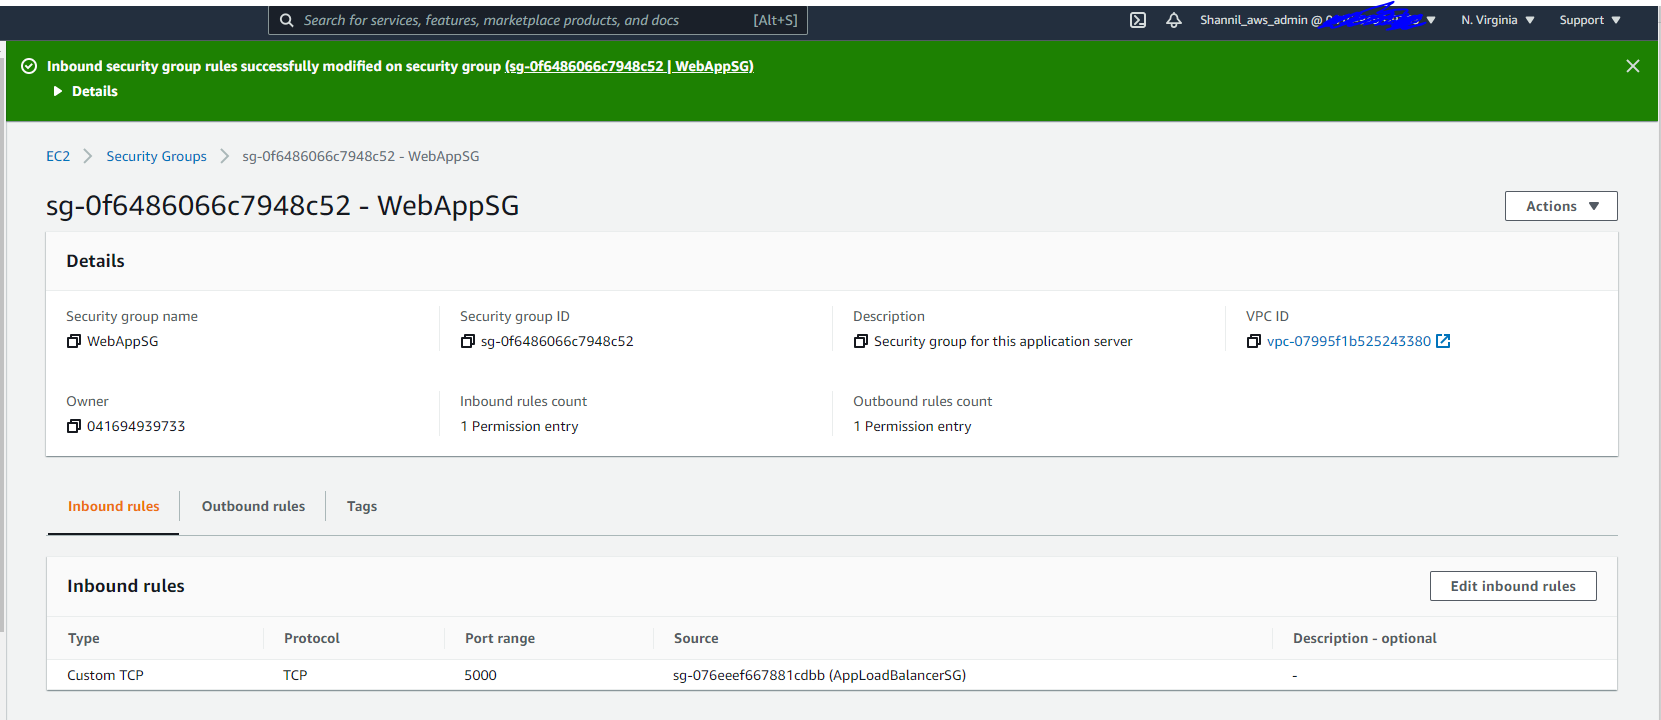 Search for services, features, marketplace products, and docs [Alt+S] Shannil_aws_admin @ N. Virginia Support
Inbound security group rules successfully modified on security group (sg-0f6486066c7948c52 | WebAppSG)
Details
EC2 Security Groups sg-0f6486066c7948c52 - WebAppSG
sg-0f6486066c7948c52 - WebAppSG Actions
Details
Security group name Security group ID Description VPC ID
WebAppSG sg-0f6486066c7948c52 Security group for this application server vpc-07995f1b525243380
Owner Inbound rules count Outbound rules count
041694939733 1 Permission entry 1 Permission entry
Inbound rules Outbound rules Tags
Inbound rules Edit inbound rules
Type Protocol Port range Source Description - optional
Custom TCP TCP 5000 sg-076eeef667881cdbb (AppLoadBalancerSG) -